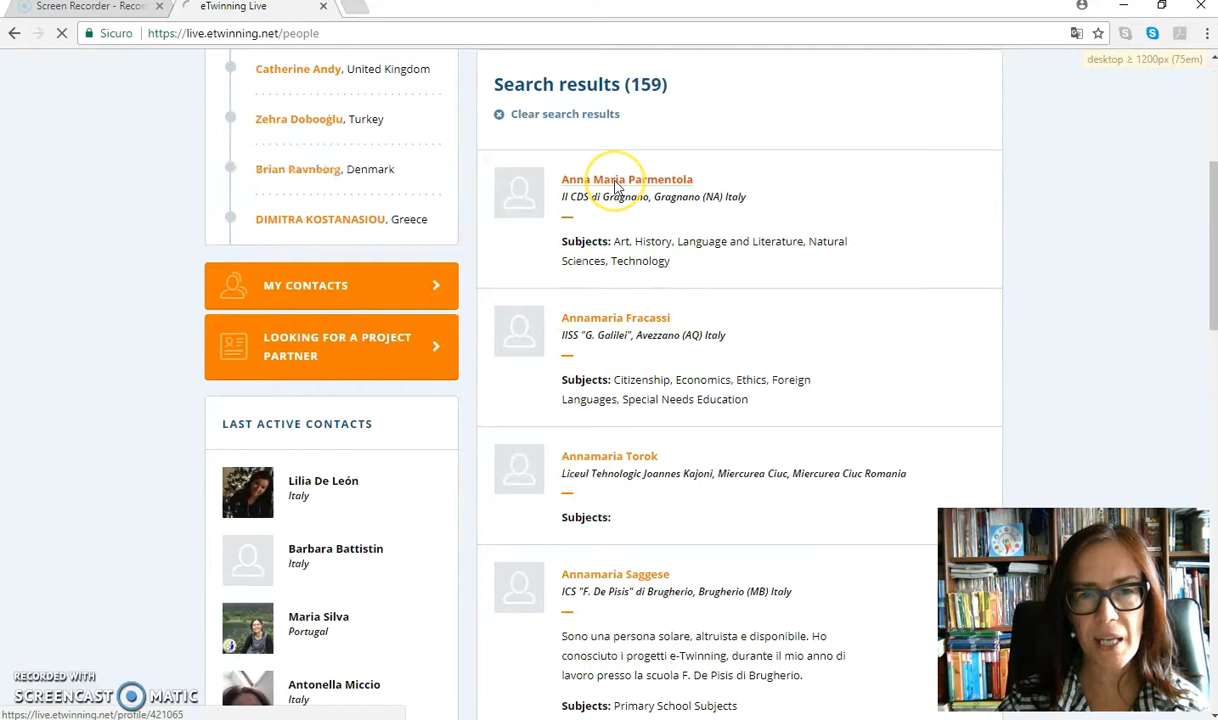 Screen Recorder - Recor
eTwinning Live
Sicuro
https://live.etwinning.net/people
desktop ≥ 1200px (75em)
Catherine Andy, United Kingdom
Zehra Dobooğlu, Turkey
Brian Ravnborg, Denmark
DIMITRA KOSTANASIOU, Greece
MY CONTACTS
LOOKING FOR A PROJECT
PARTNER
LAST ACTIVE CONTACTS
Lilia De León
Italy
Barbara Battistin
Italy
Maria Silva
Portugal
Antonella Miccio
Italy
Search results (159)
Clear search results
Anna Maria Parmentola
II CDS di Gragnano, Gragnano (NA) Italy
Subjects: Art, History, Language and Literature, Natural
Sciences, Technology
Annamaria Fracassi
IISS "G. Galilei", Avezzano (AQ) Italy
Subjects: Citizenship, Economics, Ethics, Foreign
Languages, Special Needs Education
Annamaria Torok
Liceul Tehnologic Joannes Kajoni, Miercurea Ciuc, Miercurea Ciuc Romania
Subjects:
Annamaria Saggese
ICS "F. De Pisis" di Brugherio, Brugherio (MB) Italy
Sono una persona solare, altruista e disponibile. Ho
conosciuto i progetti e-Twinning, durante il mio anno di
lavoro presso la scuola F. De Pisis di Brugherio.
Subjects: Primary School Subjects
RECORDED WITH
SCREENCAST MATIC
https://live.etwinning.net/profile/421065